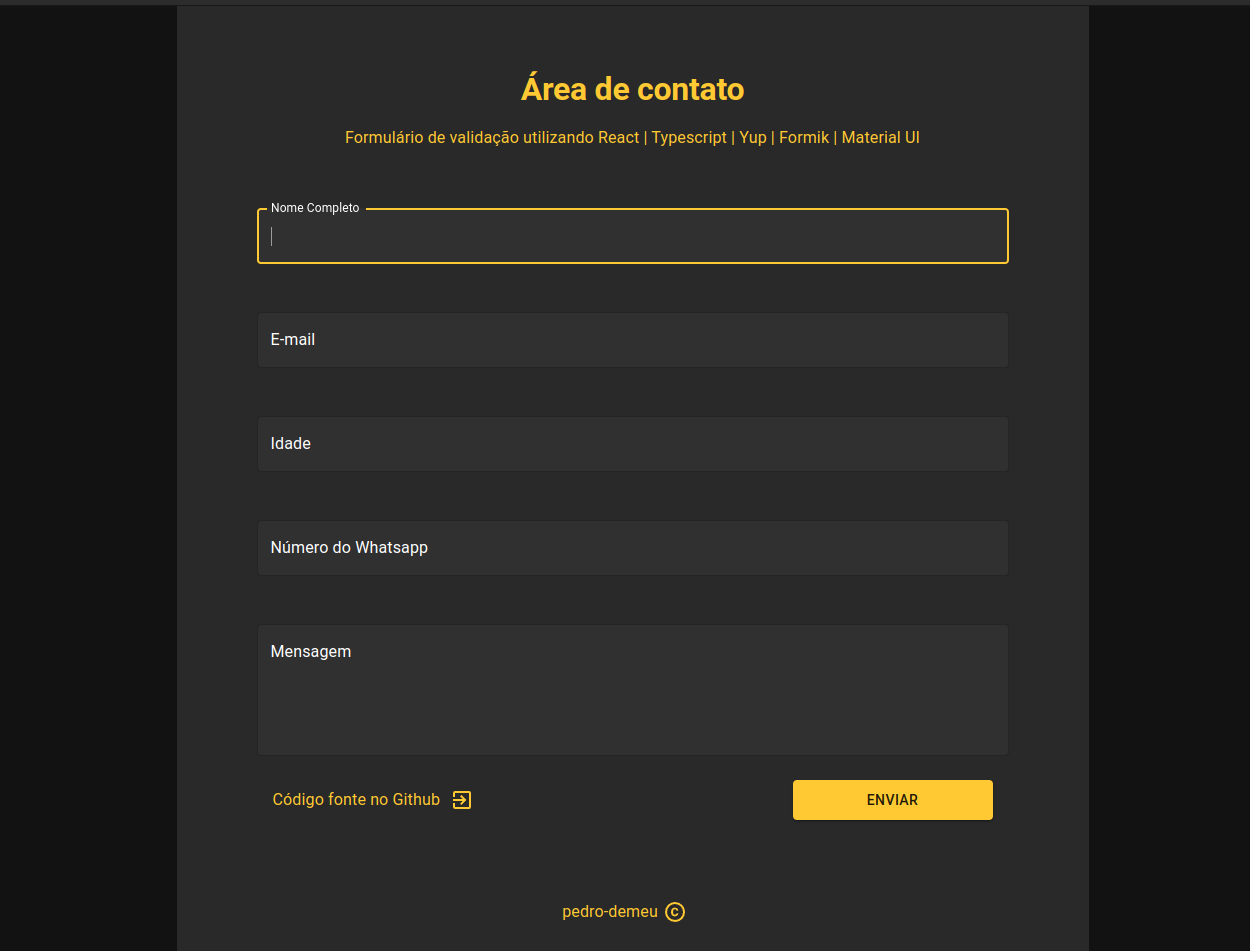 Área de contato
Formulário de validação utilizando React | Typescript | Yup | Formik | Material UI
Nome Completo
E-mail
Idade
Número do Whatsapp
Mensagem
Código fonte no Github
ENVIAR
pedro-demeu ©